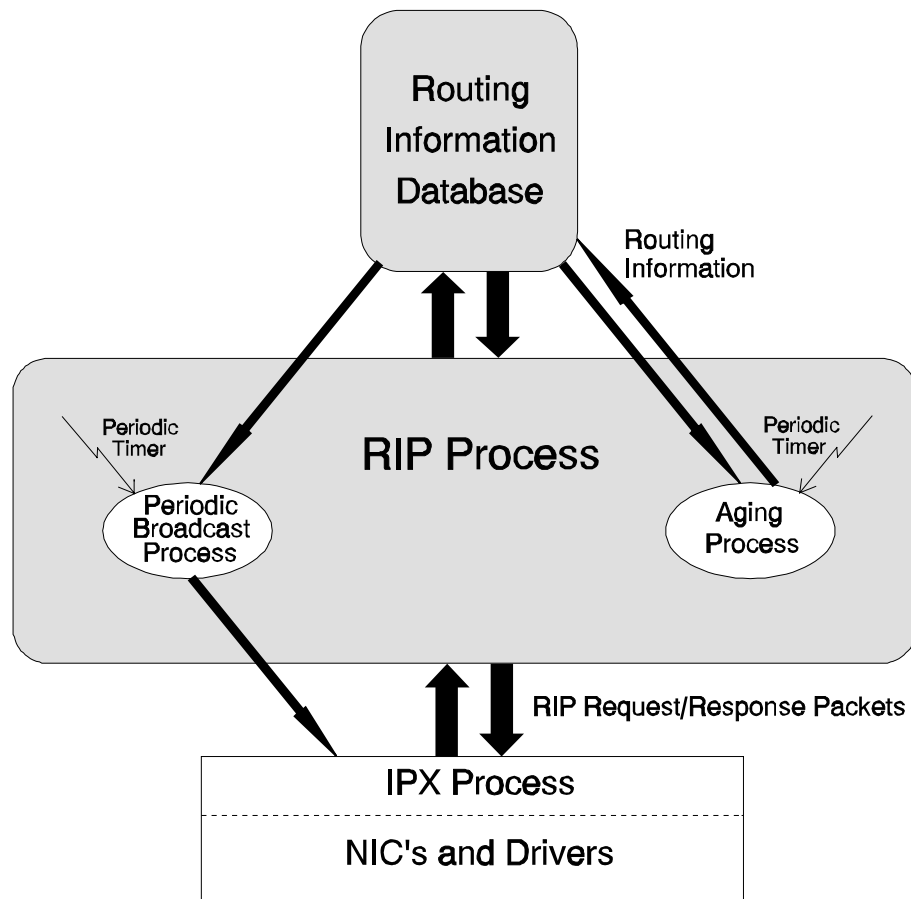 Routing
Information
Database
Routing
Information
Periodic
Timer
RIP Process
Periodic
Timer
Periodic
Broadcast
Process
Aging
Process
RIP Request/Response Packets
IPX Process
NIC's and Drivers